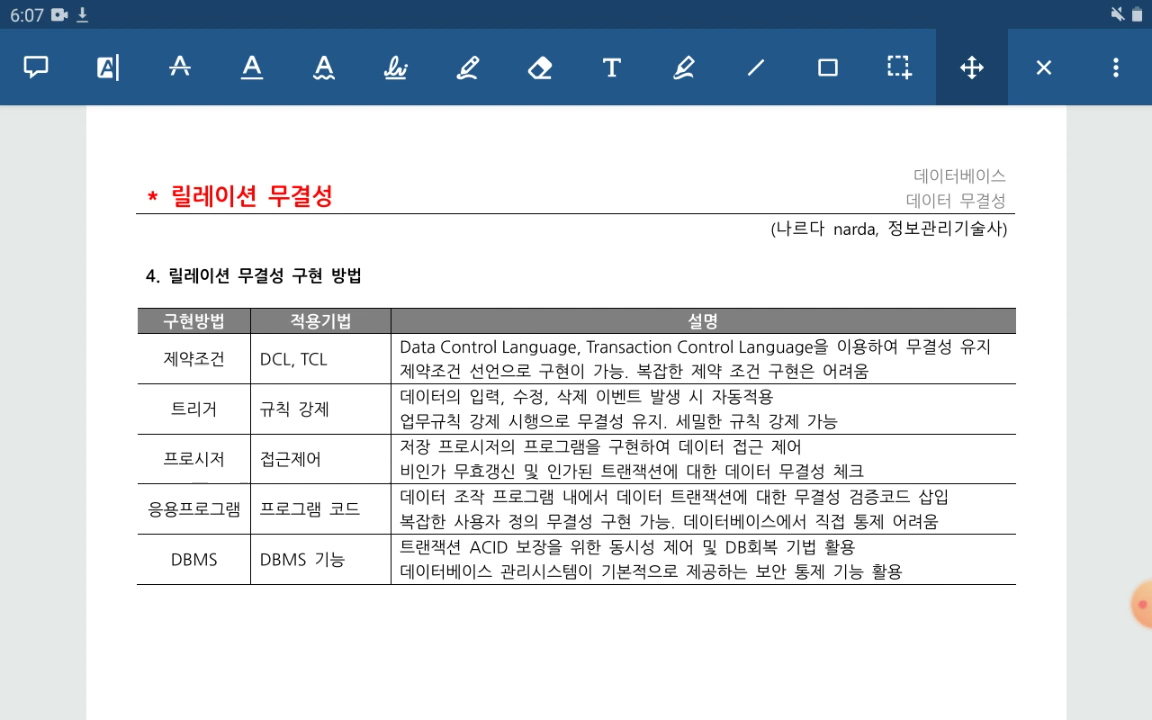 6:07
* 릴레이션 무결성
데이터베이스
데이터 무결성
(나르다 narda, 정보관리기술사)
4. 릴레이션 무결성 구현 방법
구현방법 적용기법 설명
제약조건 DCL, TCL
Data Control Language, Transaction Control Language을 이용하여 무결성 유지
제약조건 선언으로 구현이 가능. 복잡한 제약 조건 구현은 어려움
트리거 규칙 강제
데이터의 입력, 수정, 삭제 이벤트 발생 시 자동적용
업무규칙 강제 시행으로 무결성 유지. 세밀한 규칙 강제 가능
프로시저 접근제어
저장 프로시저의 프로그램을 구현하여 데이터 접근 제어
비인가 무효갱신 및 인가된 트랜잭션에 대한 데이터 무결성 체크
응용프로그램 프로그램 코드
데이터 조작 프로그램 내에서 데이터 트랜잭션에 대한 무결성 검증코드 삽입
복잡한 사용자 정의 무결성 구현 가능. 데이터베이스에서 직접 통제 어려움
DBMS DBMS 기능
트랜잭션 ACID 보장을 위한 동시성 제어 및 DB회복 기법 활용
데이터베이스 관리시스템이 기본적으로 제공하는 보안 통제 기능 활용